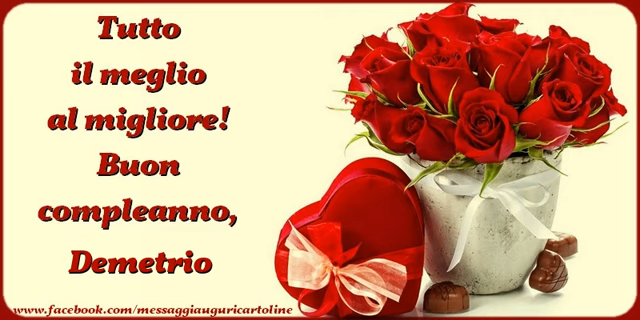 Tutto
il meglio
al migliore!
Buon
compleanno,
Demetrio
www.facebook.com/messaggiauguricartoline